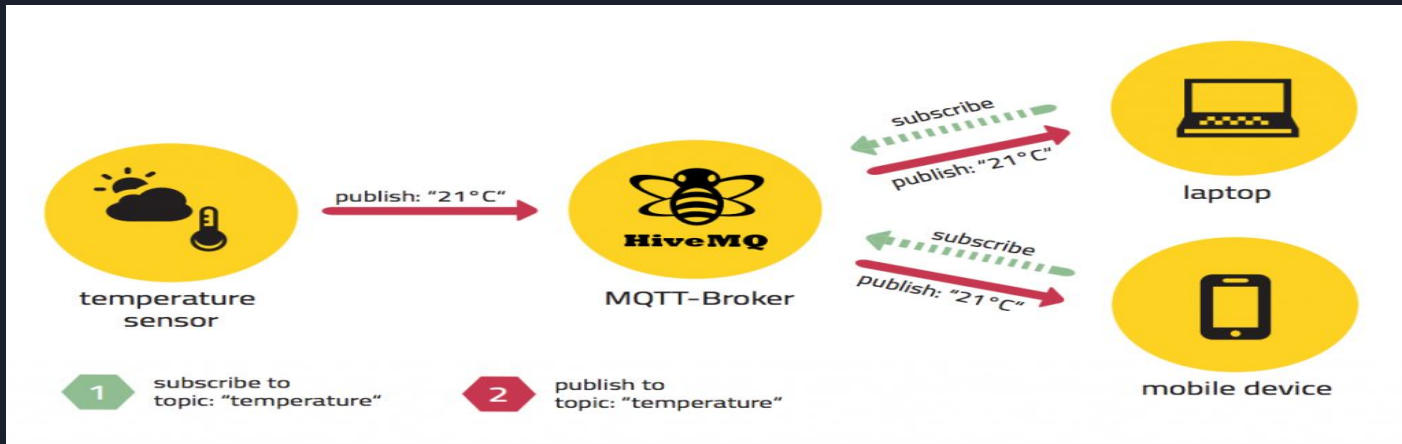 subscribe
publish: "21°C"
laptop
publish: "21°C"
HiveMQ
subscribe
publish: "21°C"
temperature
sensor
MQTT-Broker
mobile device
1
subscribe to
topic: "temperature"
2
publish to
topic: "temperature"